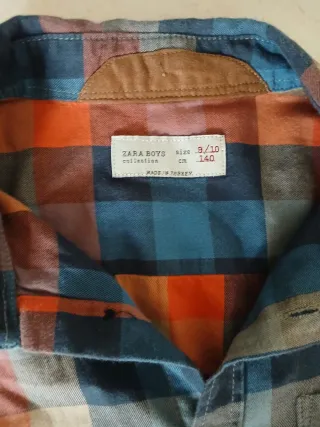 ZARA BOYS size 9/10
collection cm 140
MADE IN TURKEY